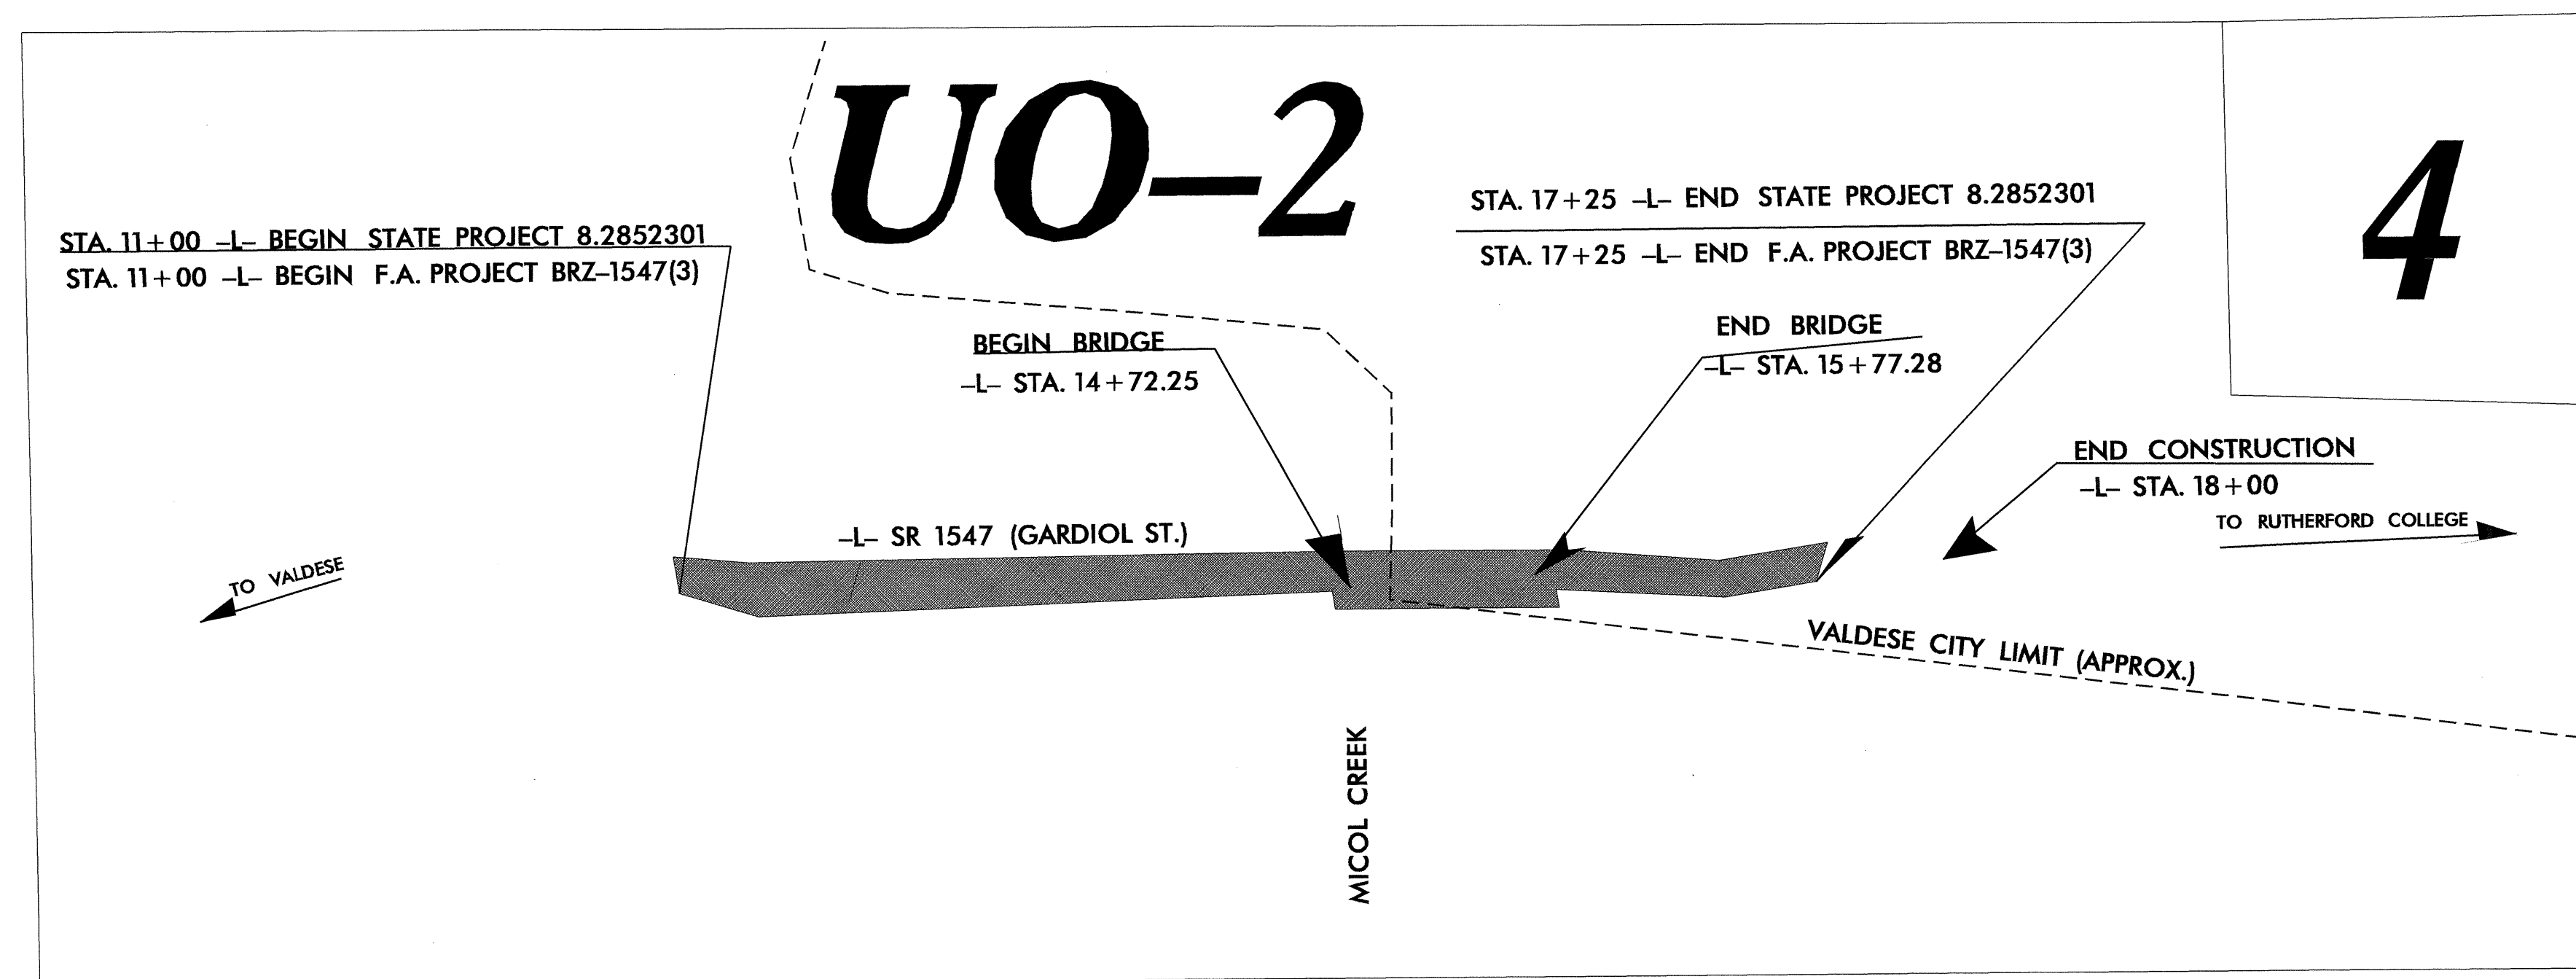 UO–2
4
STA. 11+00 –L– BEGIN STATE PROJECT 8.2852301
STA. 11+00 –L– BEGIN F.A. PROJECT BRZ–1547(3)
STA. 17+25 –L– END STATE PROJECT 8.2852301
STA. 17+25 –L– END F.A. PROJECT BRZ–1547(3)
BEGIN BRIDGE
–L– STA. 14+72.25
END BRIDGE
–L– STA. 15+77.28
END CONSTRUCTION
–L– STA. 18+00
TO RUTHERFORD COLLEGE
–L– SR 1547 (GARDIOL ST.)
TO VALDESE
VALDESE CITY LIMIT (APPROX.)
MICOL CREEK